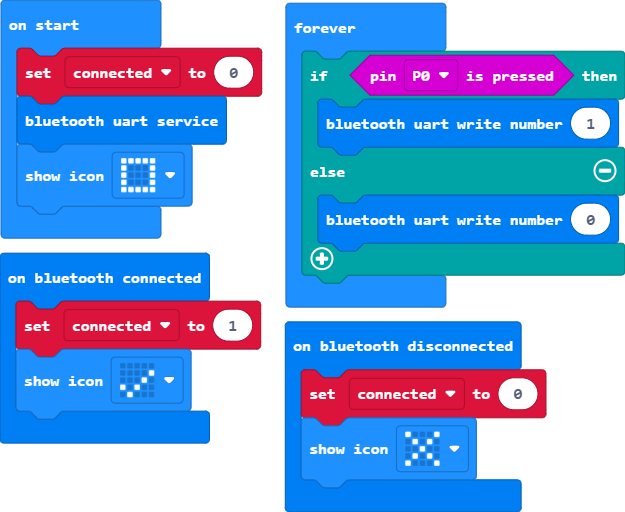 on start
set connected to 0
bluetooth uart service
show icon
on bluetooth connected
set connected to 1
show icon
forever
if pin P0 is pressed then
bluetooth uart write number 1
else
bluetooth uart write number 0
on bluetooth disconnected
set connected to 0
show icon